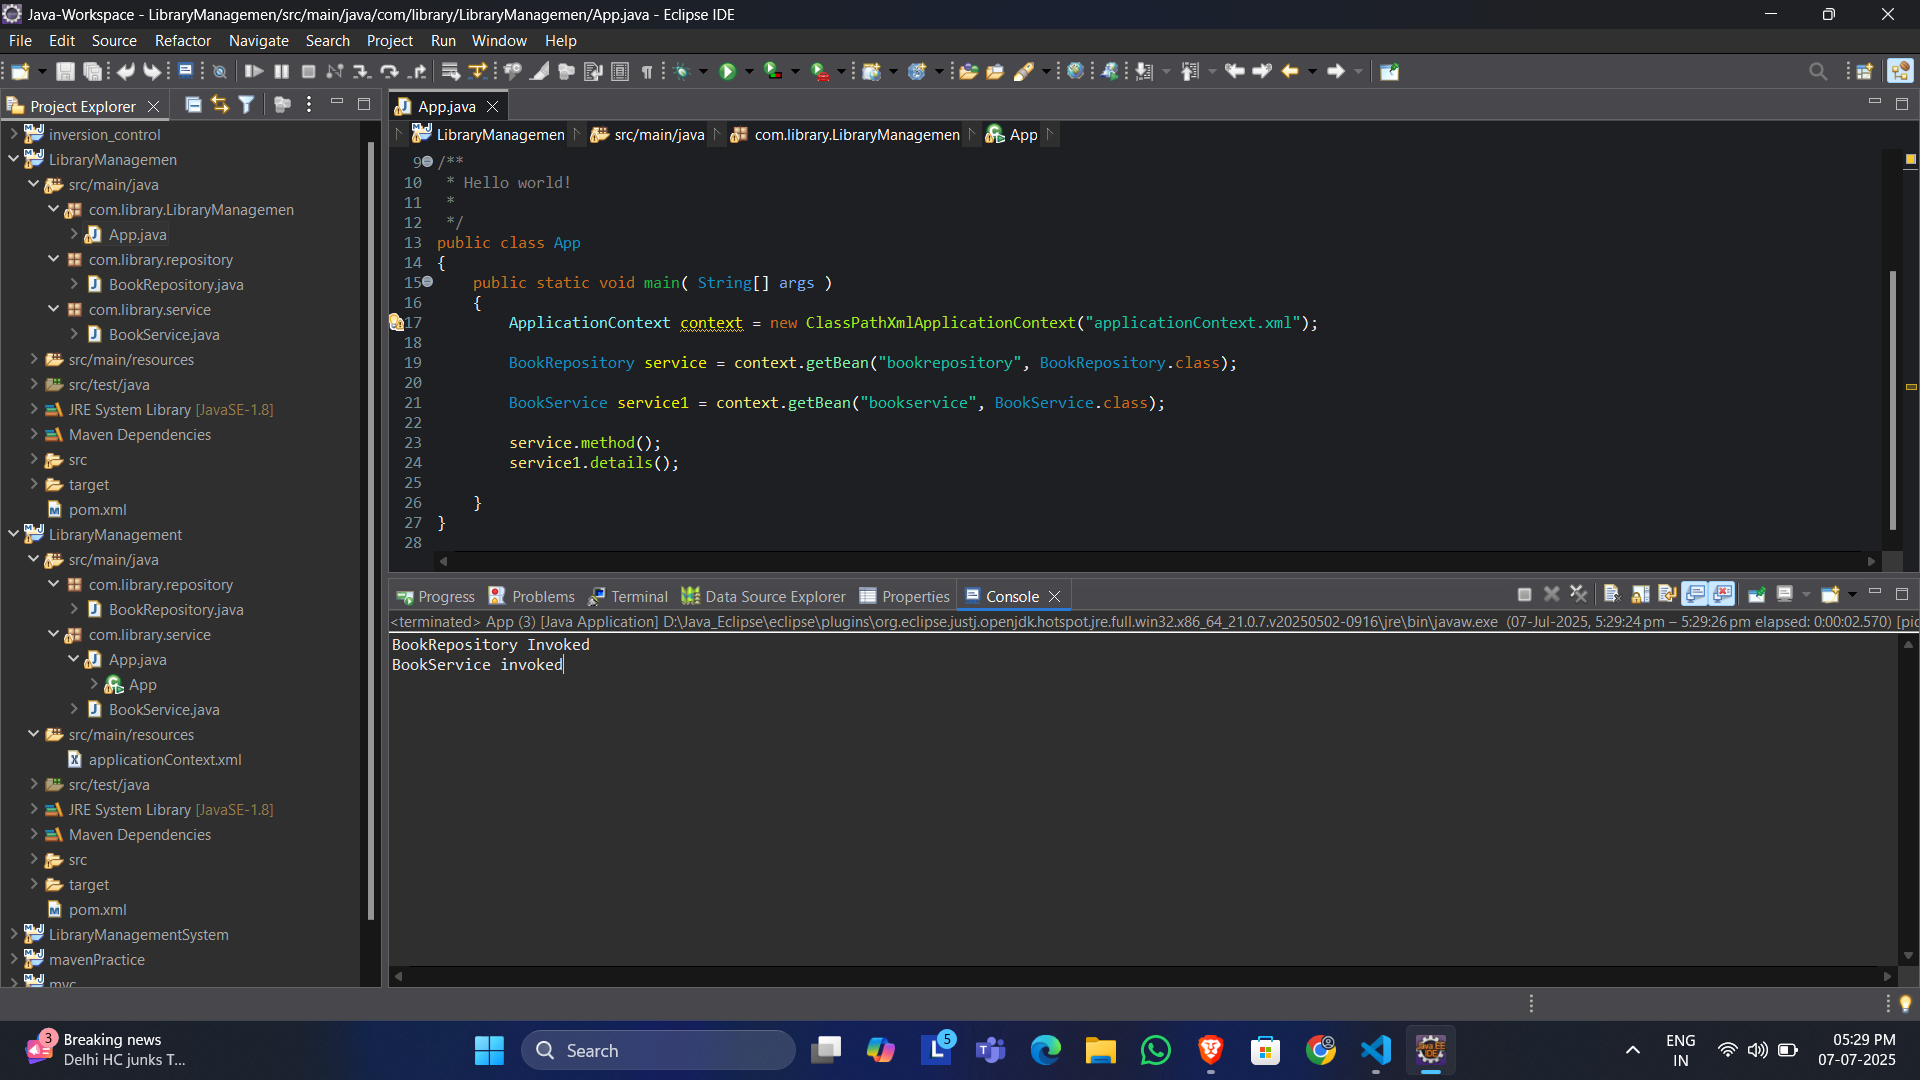 Java-Workspace - LibraryManagemen/src/main/java/com/library/LibraryManagemen/App.java - Eclipse IDE
File Edit Source Refactor Navigate Search Project Run Window Help
Project Explorer
inversion_control
LibraryManagemen
src/main/java
com.library.LibraryManagemen
App.java
com.library.repository
BookRepository.java
com.library.service
BookService.java
src/main/resources
src/test/java
JRE System Library [JavaSE-1.8]
Maven Dependencies
src
target
pom.xml
LibraryManagement
src/main/java
com.library.repository
BookRepository.java
com.library.service
App.java
App
BookService.java
src/main/resources
applicationContext.xml
src/test/java
JRE System Library [JavaSE-1.8]
Maven Dependencies
src
target
pom.xml
LibraryManagementSystem
mavenPractice
mvc
App.java
LibraryManagemen src/main/java com.library.LibraryManagemen App
9 /**
10 * Hello world!
11 *
12 */
13 public class App
14 {
15 public static void main( String[] args )
16 {
17 ApplicationContext context = new ClassPathXmlApplicationContext("applicationContext.xml");
18
19 BookRepository service = context.getBean("bookrepository", BookRepository.class);
20
21 BookService service1 = context.getBean("bookservice", BookService.class);
22
23 service.method();
24 service1.details();
25
26 }
27 }
28
Progress Problems Terminal Data Source Explorer Properties Console
<terminated> App (3) [Java Application] D:\Java_Eclipse\eclipse\plugins\org.eclipse.justj.openjdk.hotspot.jre.full.win32.x86_64_21.0.7.v20250502-0916\jre\bin\javaw.exe (07-Jul-2025, 5:29:24 pm – 5:29:26 pm elapsed: 0:00:02.570) [pid
BookRepository Invoked
BookService invoked
3
Breaking news
Delhi HC junks T...
Search
L
5
ENG
IN
05:29 PM
07-07-2025